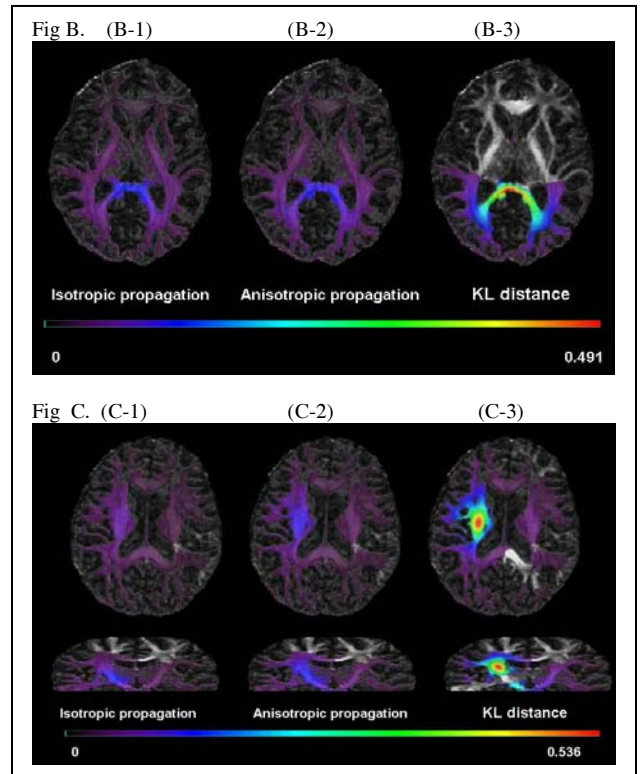 Fig B. (B-1) (B-2) (B-3)
Isotropic propagation Anisotropic propagation KL distance
0 0.491
Fig C. (C-1) (C-2) (C-3)
Isotropic propagation Anisotropic propagation KL distance
0 0.536